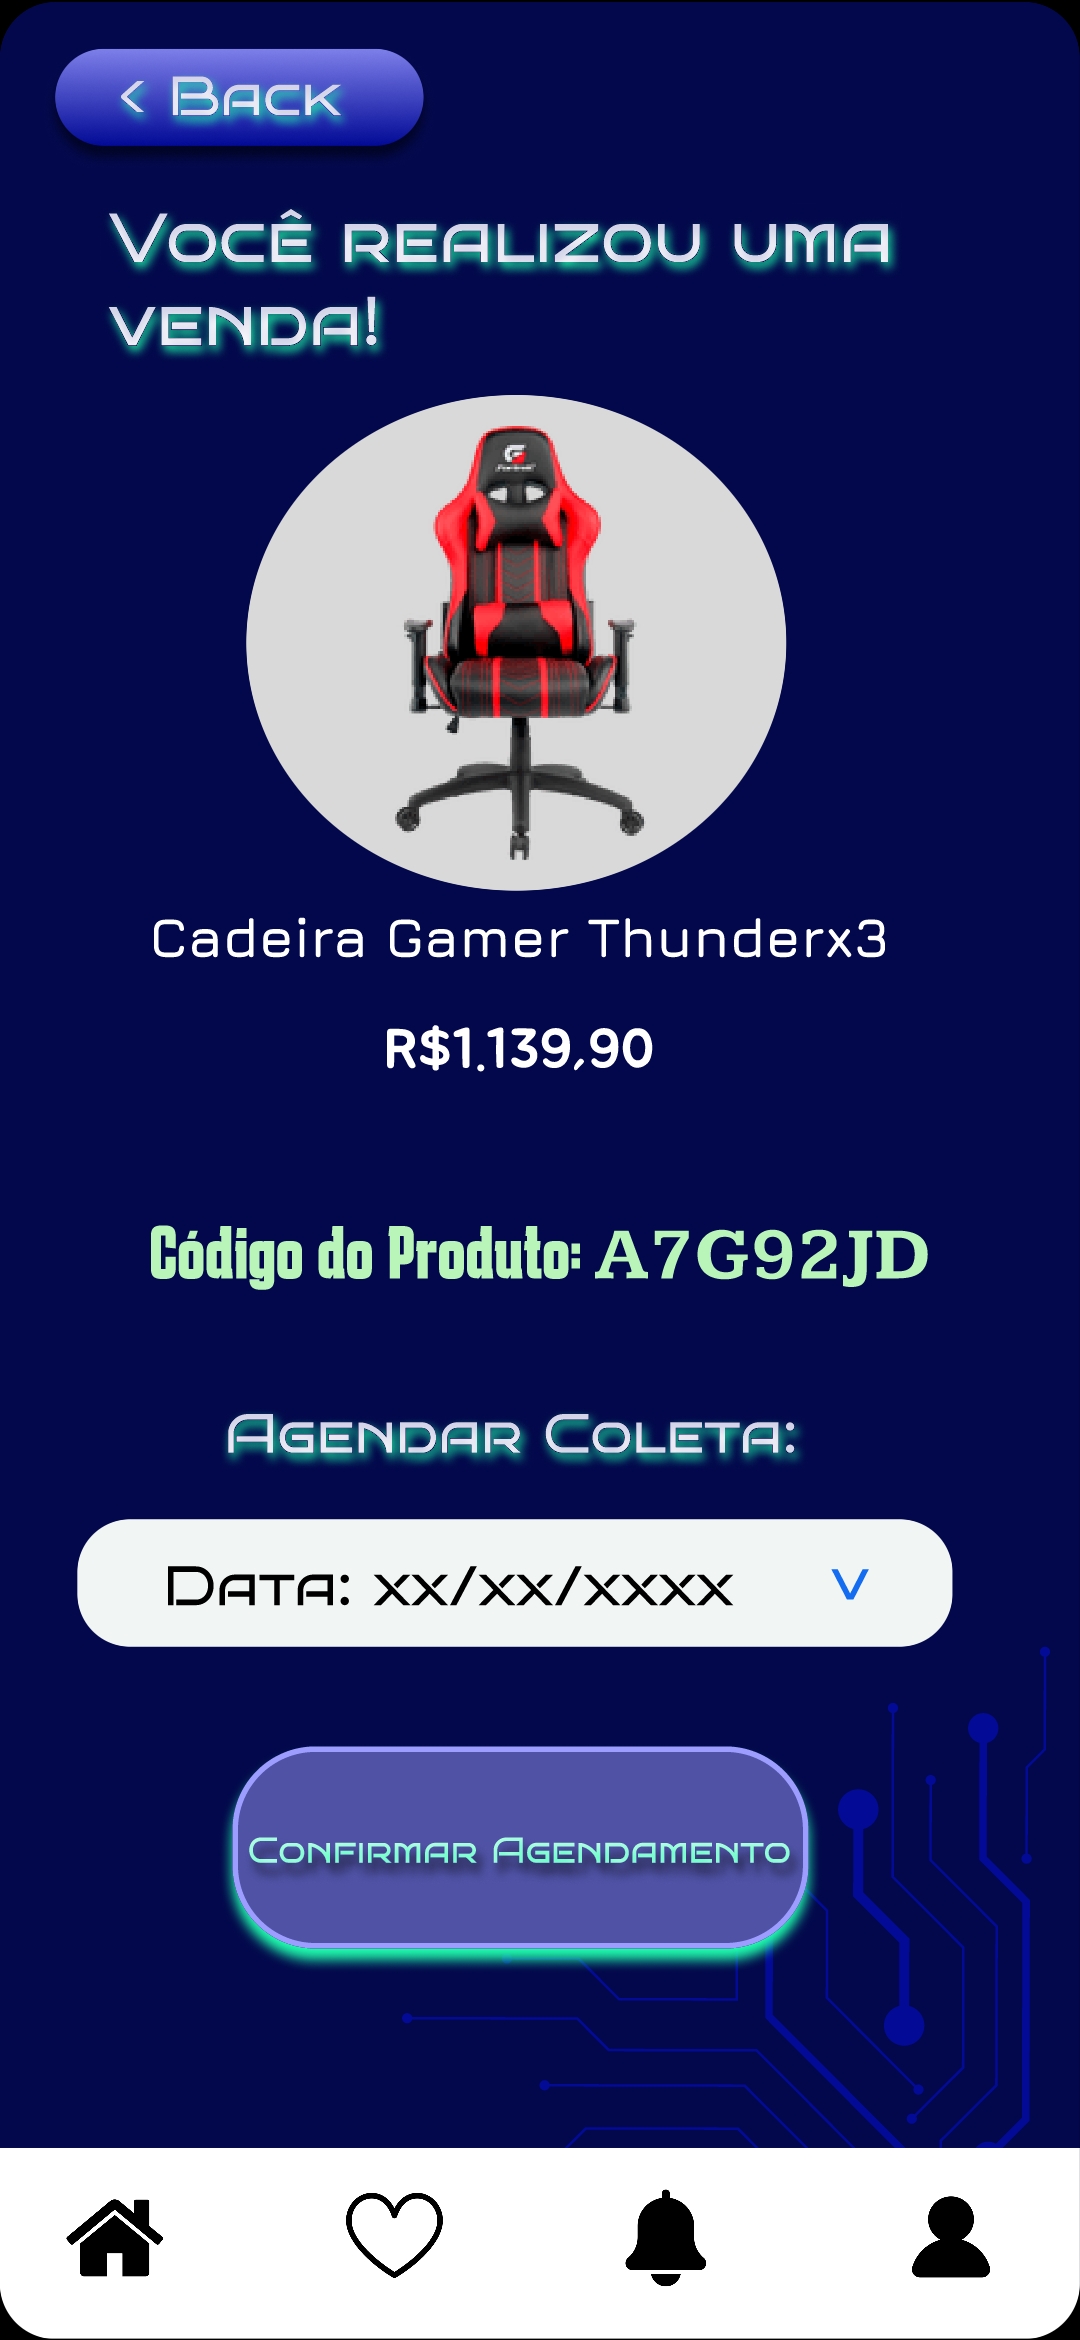 < Back
Você realizou uma
venda!
Cadeira Gamer Thunderx3
R$1.139,90
Código do Produto: A7G92JD
Agendar Coleta:
Data: xx/xx/xxxx V
Confirmar Agendamento